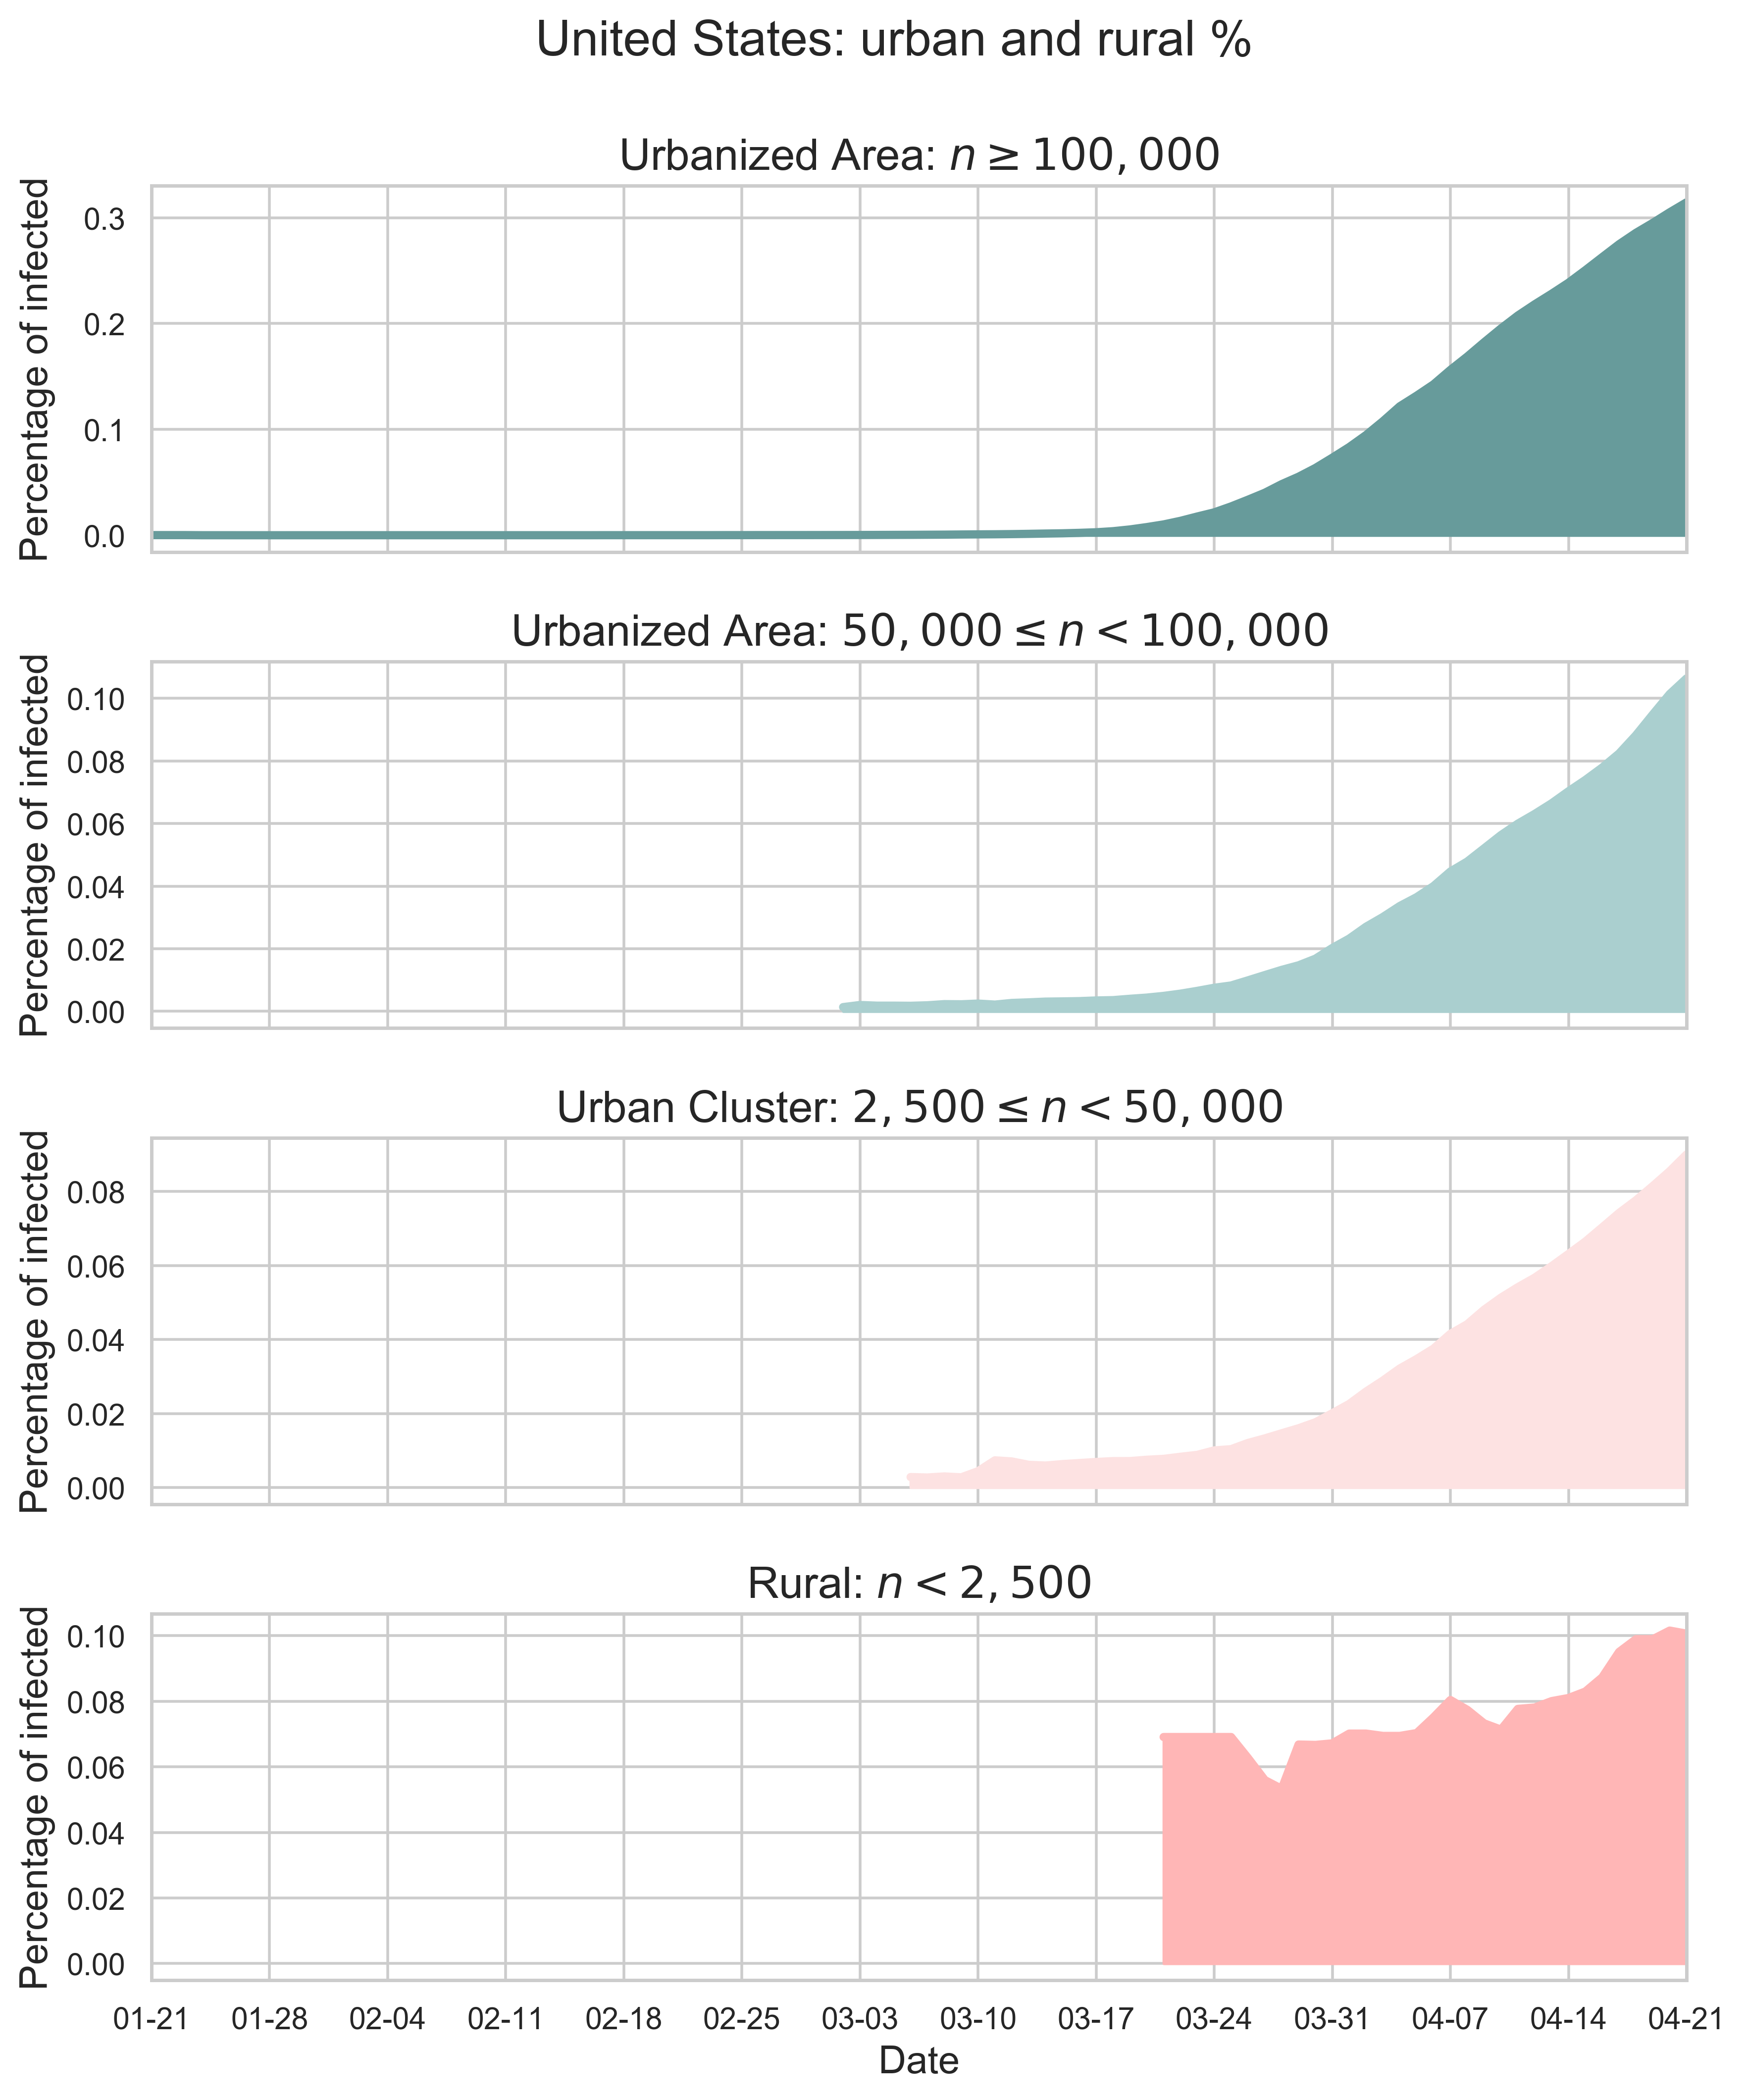 United States: urban and rural %
Urbanized Area: n ≥ 100,000
Percentage of infected
0.3
0.2
0.1
0.0
Urbanized Area: 50,000 ≤ n < 100,000
Percentage of infected
0.10
0.08
0.06
0.04
0.02
0.00
Urban Cluster: 2,500 ≤ n < 50,000
Percentage of infected
0.08
0.06
0.04
0.02
0.00
Rural: n < 2,500
Percentage of infected
0.10
0.08
0.06
0.04
0.02
0.00
01-21 01-28 02-04 02-11 02-18 02-25 03-03 03-10 03-17 03-24 03-31 04-07 04-14 04-21
Date